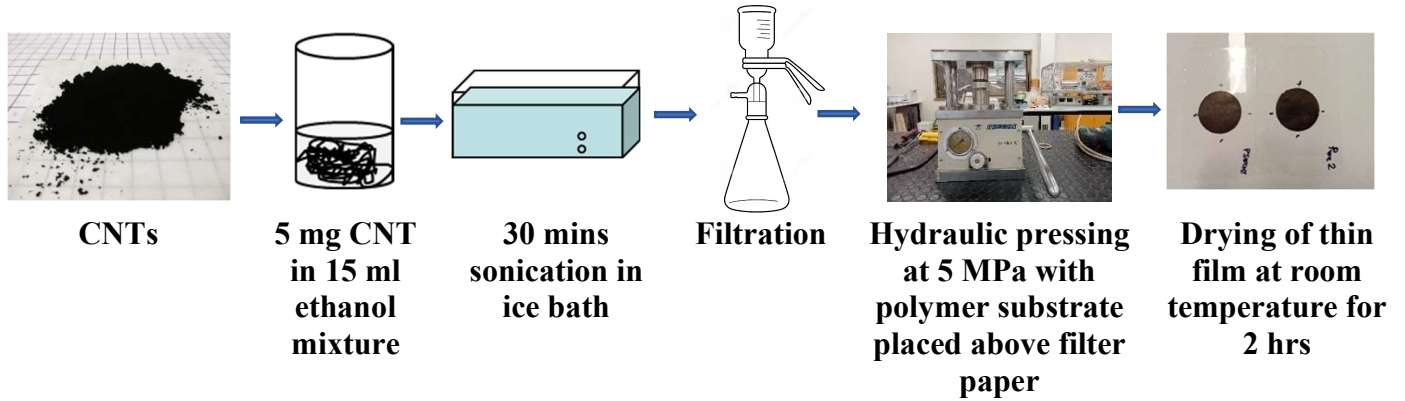 CNTs
5 mg CNT
in 15 ml
ethanol
mixture
30 mins
sonication in
ice bath
Filtration
Hydraulic pressing
at 5 MPa with
polymer substrate
placed above filter
paper
Drying of thin
film at room
temperature for
2 hrs